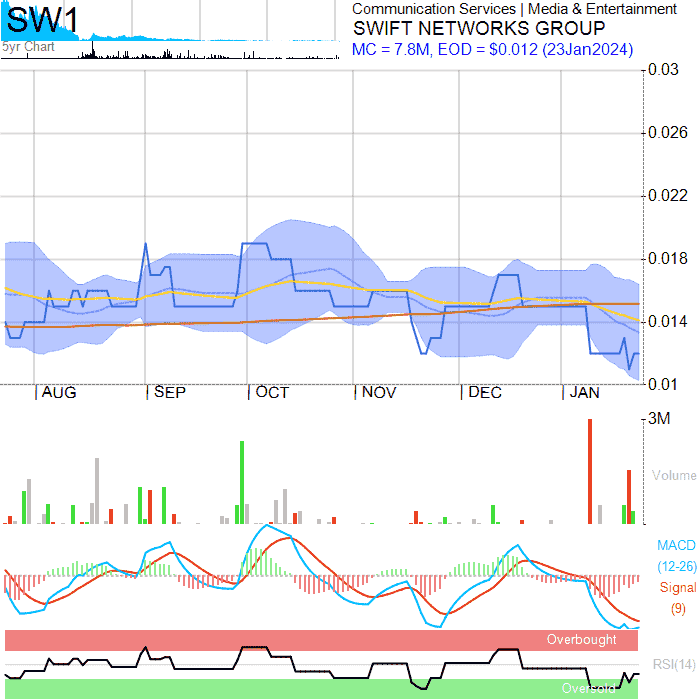 SW1
5yr Chart
Communication Services | Media & Entertainment
SWIFT NETWORKS GROUP
MC = 7.8M, EOD = $0.012 (23Jan2024)
0.03
0.026
0.022
0.018
0.014
0.01
AUG SEP OCT NOV DEC JAN
3M
Volume
MACD
(12-26)
Signal
(9)
Overbought
RSI(14)
Oversold